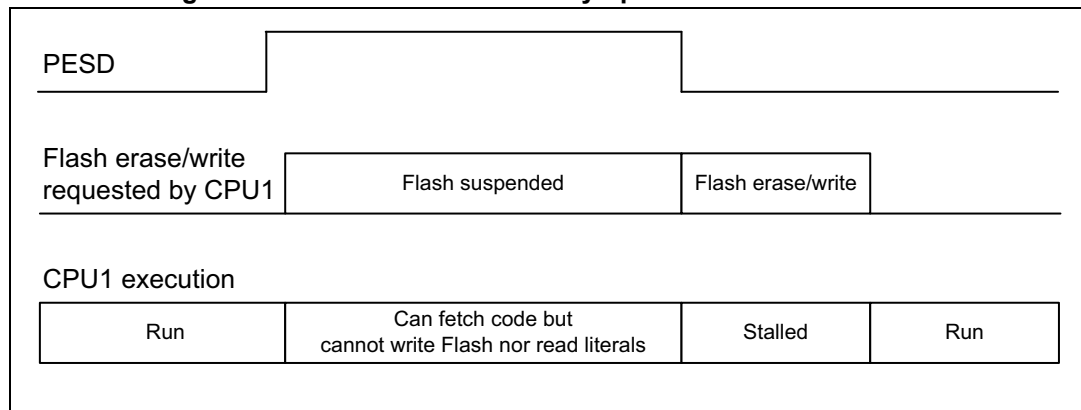 PESD
Flash erase/write
requested by CPU1
Flash suspended
Flash erase/write
CPU1 execution
Run
Can fetch code but
cannot write Flash nor read literals
Stalled
Run